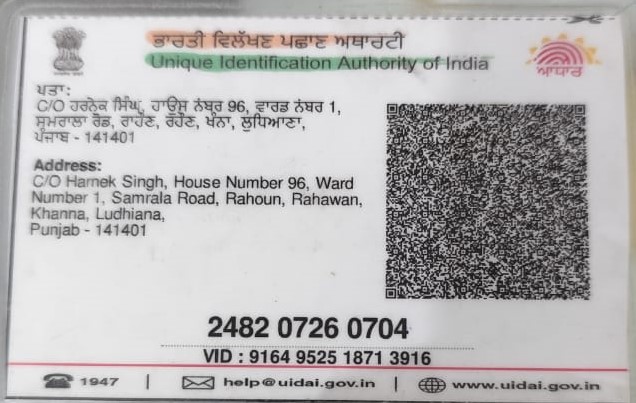 ਭਾਰਤੀ ਵਿਲੱਖਣ ਪਛਾਣ ਅਥਾਰਟੀ
Unique Identification Authority of India
ਆਧਾਰ
ਪਤਾ:
C/O ਹਰਨੇਕ ਸਿੰਘ, ਹਾਊਸ ਨੰਬਰ 96, ਵਾਰਡ ਨੰਬਰ 1,
ਸਮਰਾਲਾ ਰੋਡ, ਰਾਹੌਣ, ਰਹੌਣ, ਖੰਨਾ, ਲੁਧਿਆਣਾ,
ਪੰਜਾਬ - 141401
Address:
C/O Harnek Singh, House Number 96, Ward
Number 1, Samrala Road, Rahoun, Rahawan,
Khanna, Ludhiana,
Punjab - 141401
2482 0726 0704
VID : 9164 9525 1871 3916
1947 | help@uidai.gov.in | www.uidai.gov.in